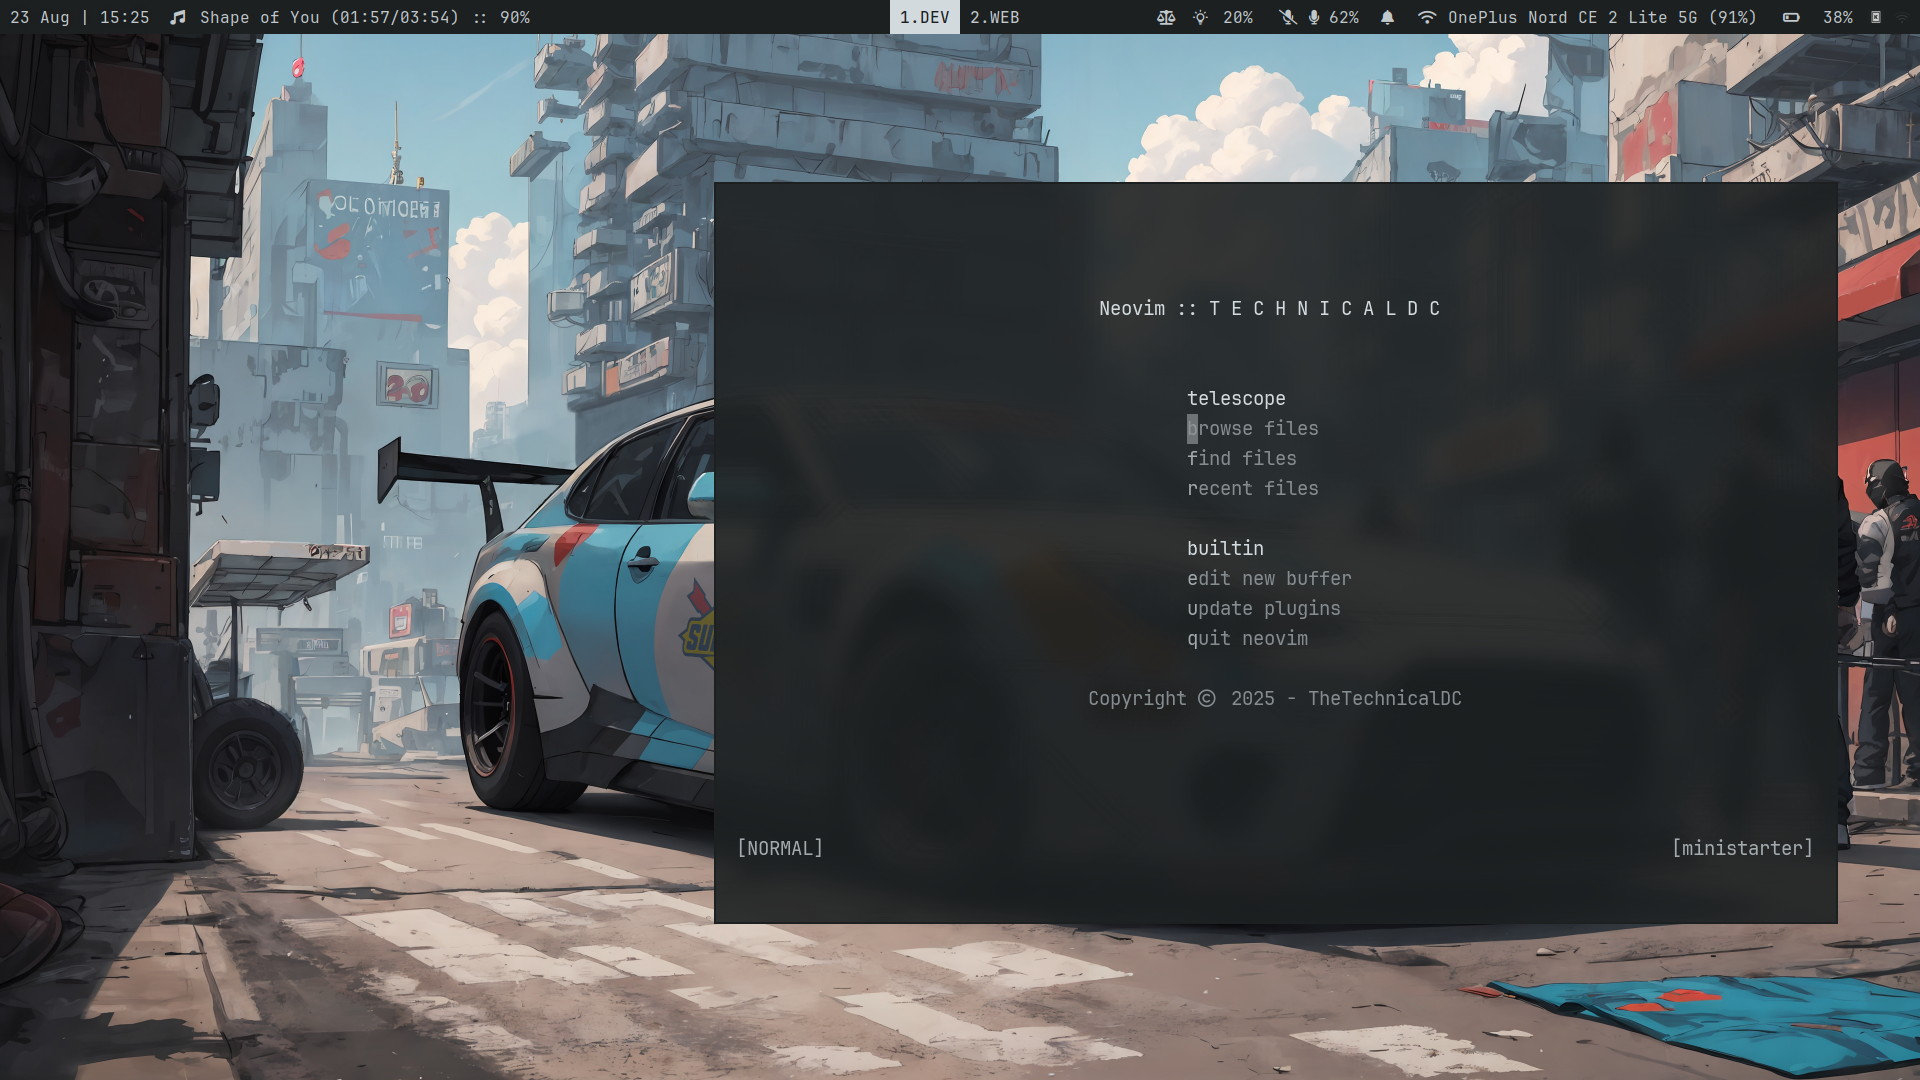 23 Aug | 15:25 Shape of You (01:57/03:54) :: 90% 1.DEV 2.WEB 20% 62% OnePlus Nord CE 2 Lite 5G (91%) 38%
Neovim :: T E C H N I C A L D C
telescope
browse files
find files
recent files
builtin
edit new buffer
update plugins
quit neovim
Copyright © 2025 - TheTechnicalDC
[NORMAL] [ministarter]